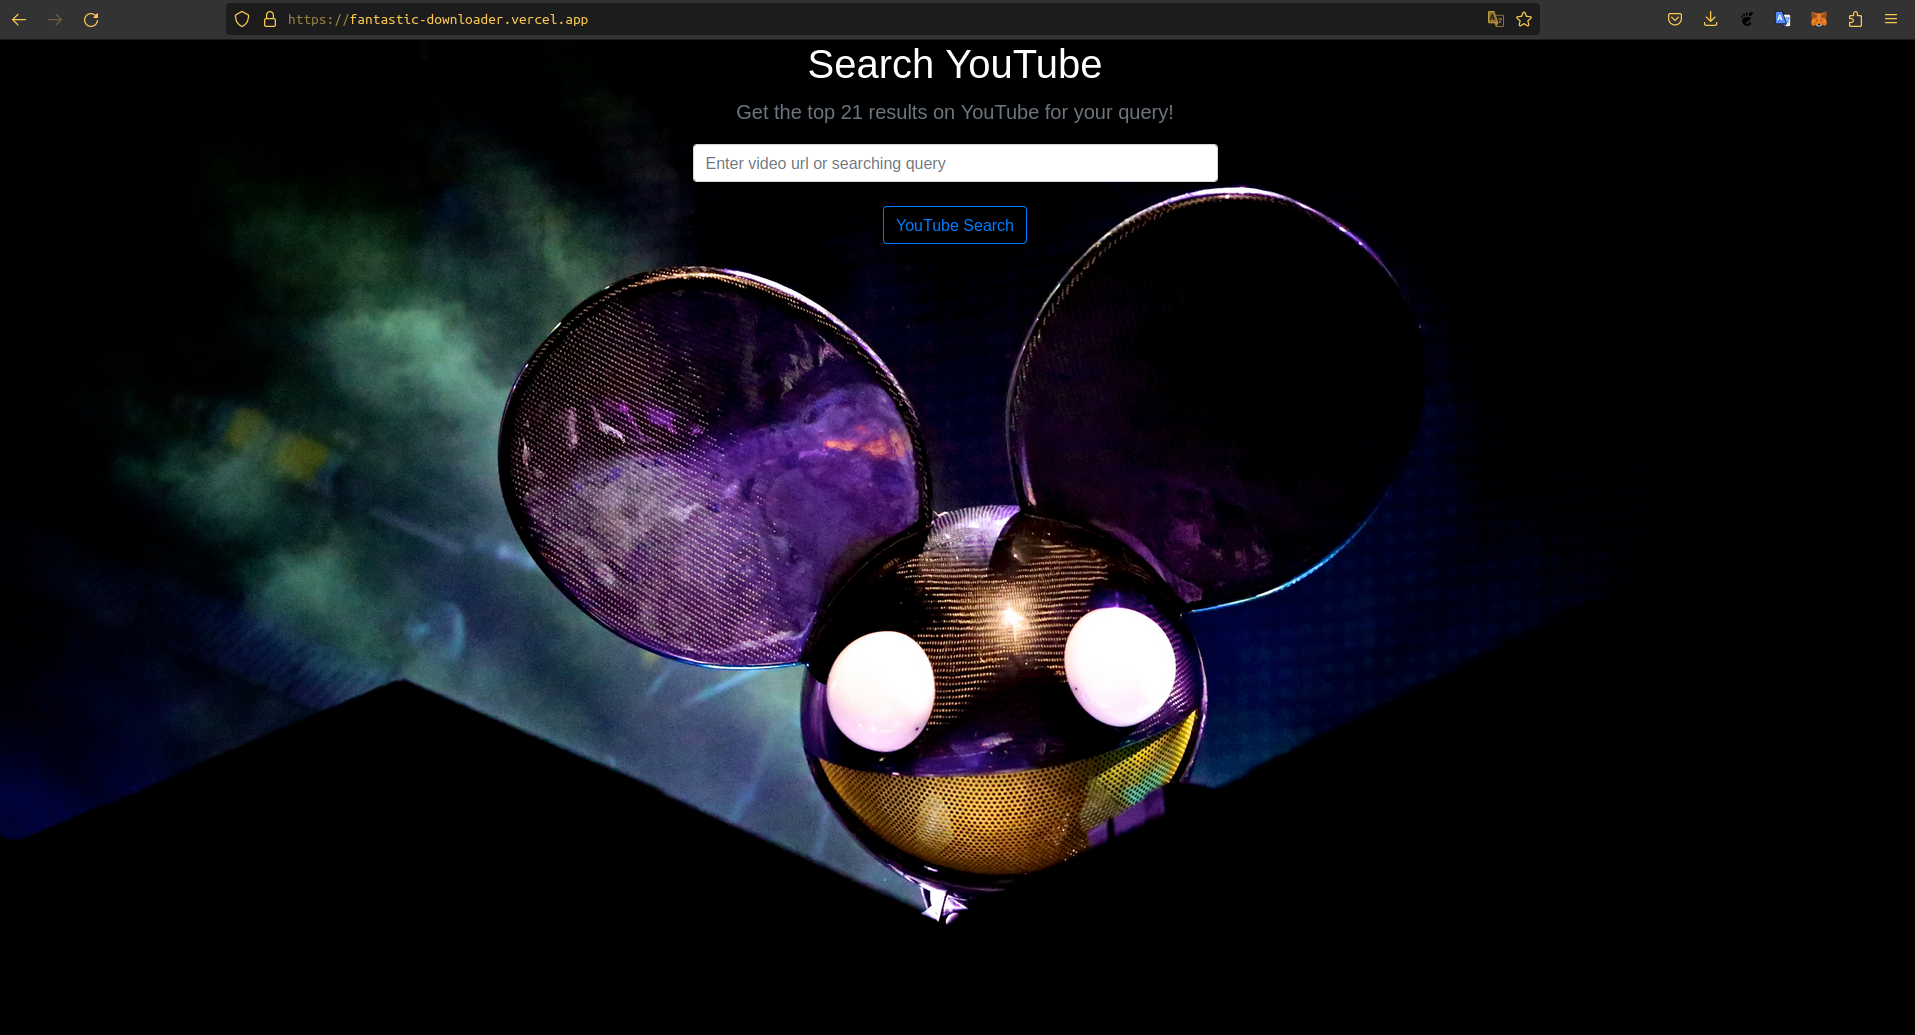 https://fantastic-downloader.vercel.app
Search YouTube
Get the top 21 results on YouTube for your query!
Enter video url or searching query
YouTube Search